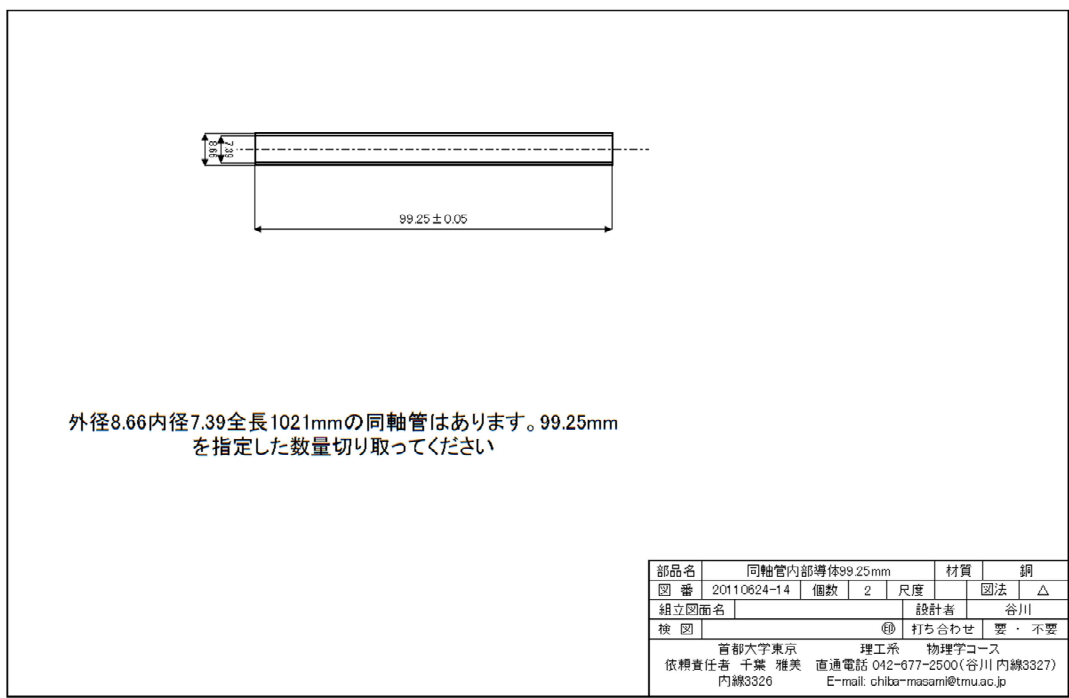 8.66
7.39
99.25±0.05
外径8.66内径7.39全長1021mmの同軸管はあります。99.25mm
を指定した数量切り取ってください
部品名 同軸管内部導体99.25mm 材質 銅
図 番 20110624-14 個数 2 尺度 図法 △
組立図面名 設計者 谷川
検 図 ㊞ 打ち合わせ 要 ・ 不要
首都大学東京 理工系 物理学コース
依頼責任者 千葉 雅美 直通電話 042-677-2500(谷川 内線3327)
内線3326 E-mail: chiba-masami@tmu.ac.jp